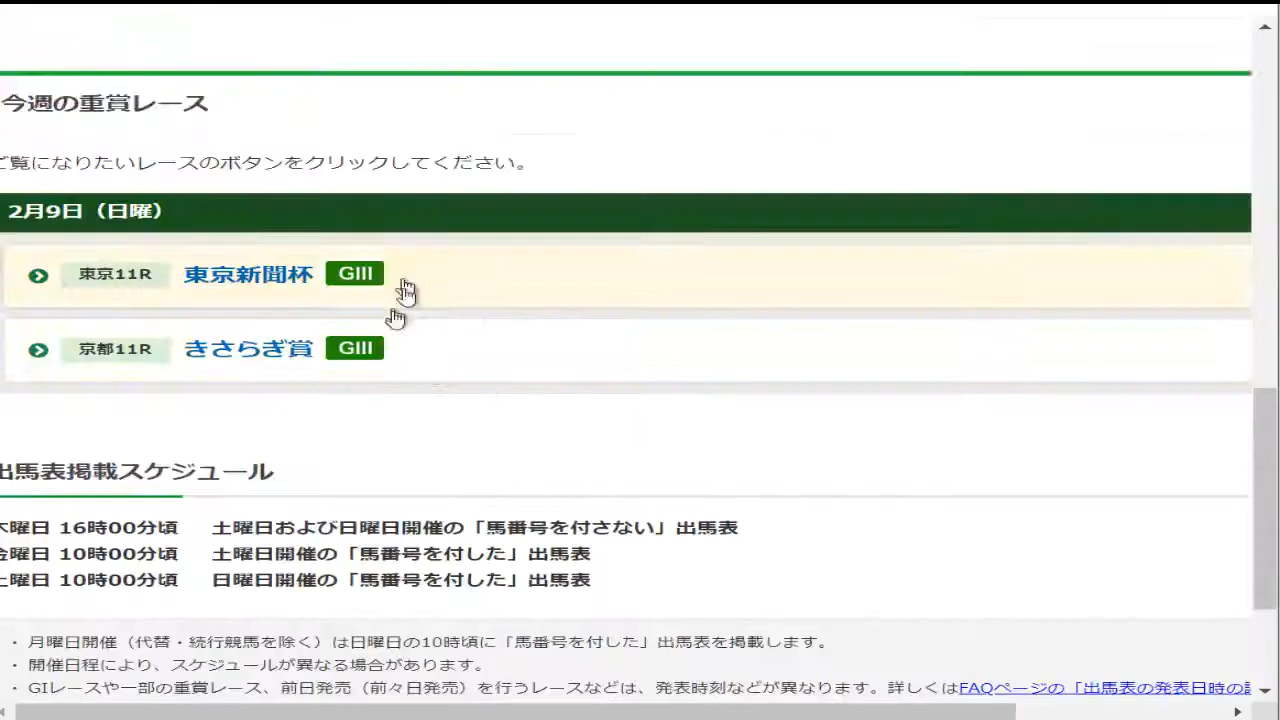 今週の重賞レース
ご覧になりたいレースのボタンをクリックしてください。
2月9日（日曜）
東京11R 東京新聞杯 GIII
京都11R きさらぎ賞 GIII
出馬表掲載スケジュール
木曜日 16時00分頃 土曜日および日曜日開催の「馬番号を付さない」出馬表
金曜日 10時00分頃 土曜日開催の「馬番号を付した」出馬表
土曜日 10時00分頃 日曜日開催の「馬番号を付した」出馬表
・ 月曜日開催（代替・続行競馬を除く）は日曜日の10時頃に「馬番号を付した」出馬表を掲載します。
・ 開催日程により、スケジュールが異なる場合があります。
・ GIレースや一部の重賞レース、前日発売（前々日発売）を行うレースなどは、発表時刻などが異なります。詳しくはFAQページの「出馬表の発表日時の